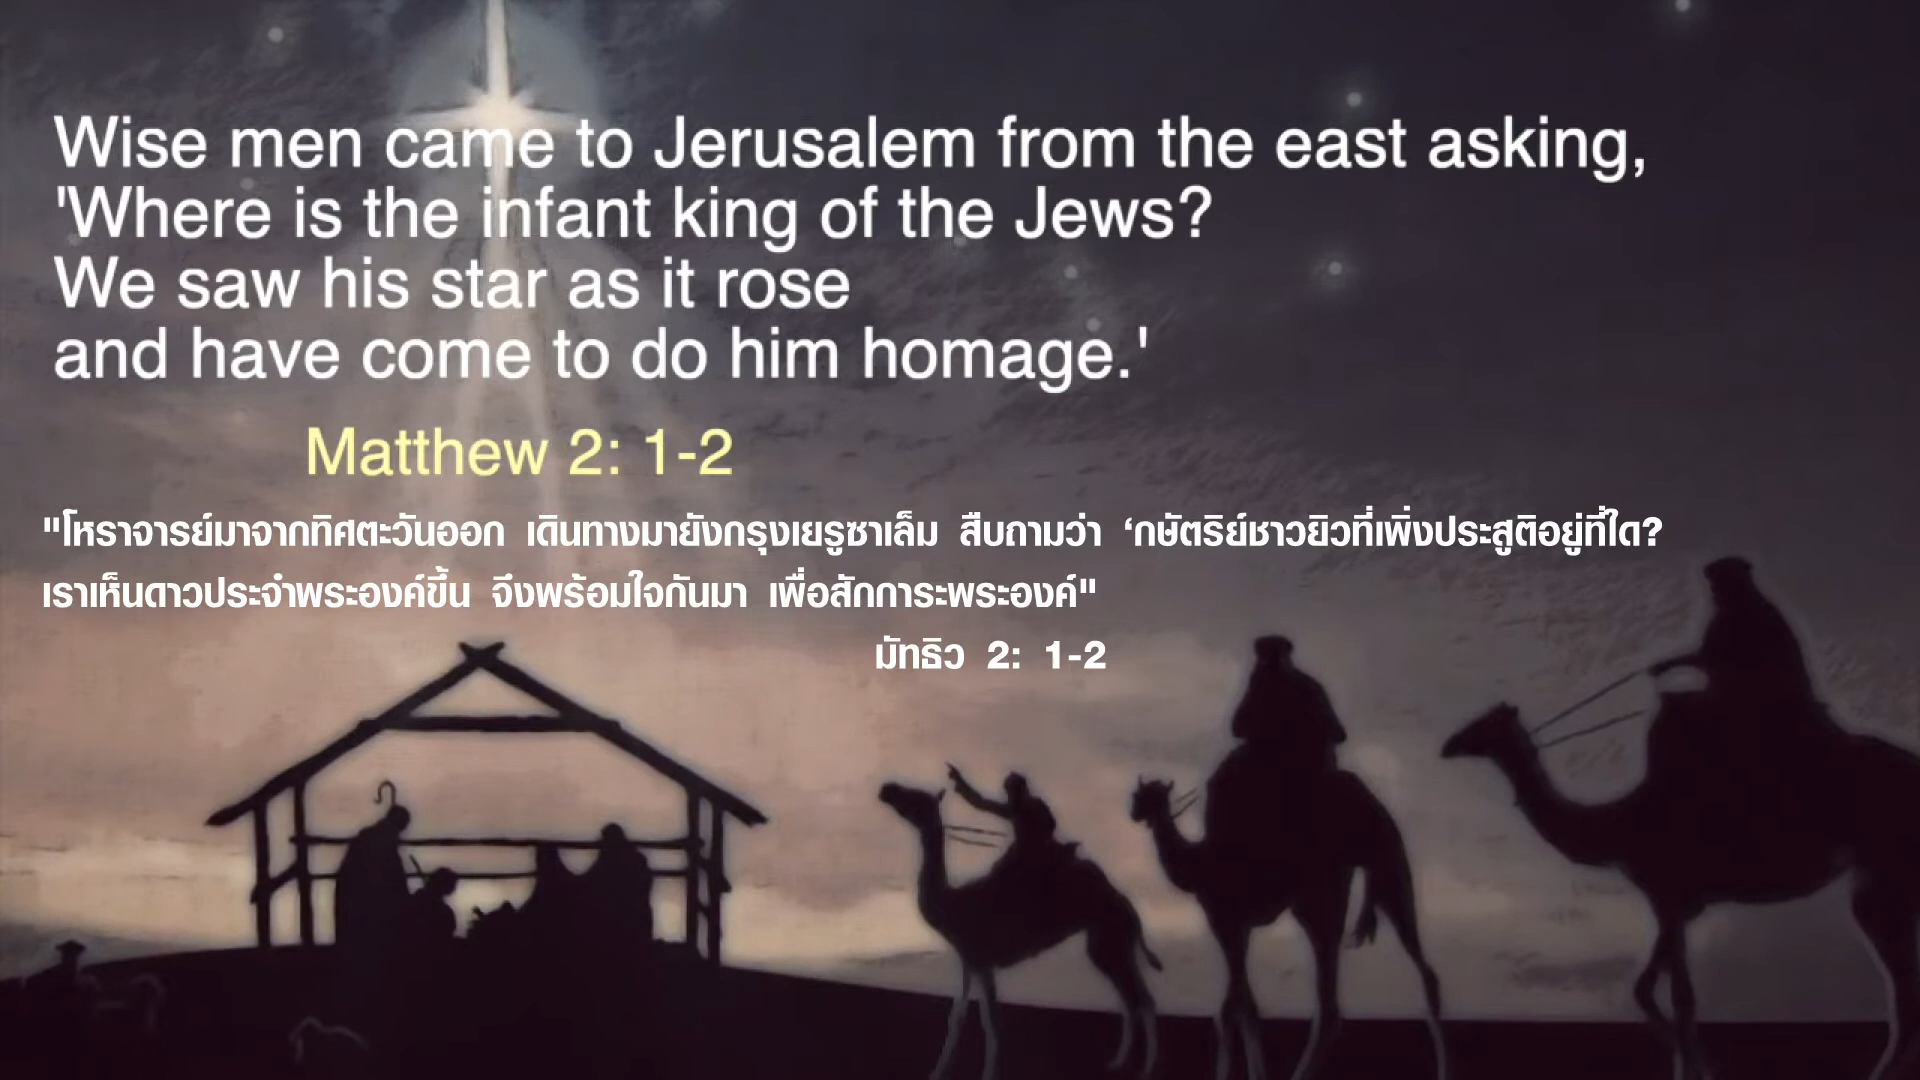 Wise men came to Jerusalem from the east asking,
'Where is the infant king of the Jews?
We saw his star as it rose
and have come to do him homage.'
Matthew 2: 1-2
"โหราจารย์มาจากทิศตะวันออก เดินทางมายังกรุงเยรูซาเล็ม สืบถามว่า ‘กษัตริย์ชาวยิวที่เพิ่งประสูติอยู่ที่ใด?
เราเห็นดาวประจำพระองค์ขึ้น จึงพร้อมใจกันมา เพื่อสักการะพระองค์"
มัทธิว 2: 1-2